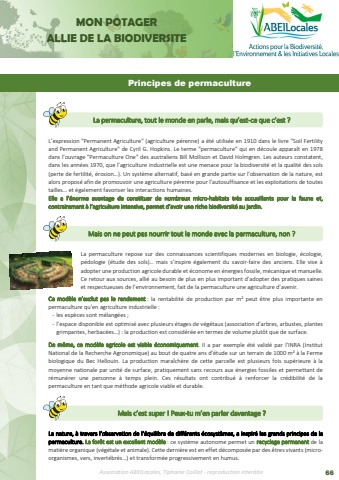 MON POTAGER
ALLIE DE LA BIODIVERSITE
ABEILocales
Actions pour la Biodiversité,
l'Environnement & les Initiatives Locales
Principes de permaculture
La permaculture, tout le monde en parle, mais qu'est-ce que c'est ?
L'expression "Permanent Agriculture" (agriculture pérenne) a été utilisée en 1910 dans le livre "Soil Fertility
and Permanent Agriculture" de Cyril G. Hopkins. Le terme "permaculture" qui en découle apparaît en 1978
dans l'ouvrage "Permaculture One" des australiens Bill Mollison et David Holmgren. Les auteurs constatent,
dans les années 1970, que l'agriculture industrielle est une menace pour la biodiversité et la qualité des sols
(perte de fertilité, érosion...). Un système alternatif, basé en grande partie sur l'observation de la nature, est
alors proposé afin de promouvoir une agriculture pérenne pour l'autosuffisance et les exploitations de toutes
tailles... et également favoriser les interactions humaines.
Elle a l'énorme avantage de constituer de nombreux micro-habitats très accueillants pour la faune et,
contrairement à l'agriculture intensive, permet d'avoir une riche biodiversité au jardin.
Mais on ne peut pas nourrir tout le monde avec la permaculture, non ?
La permaculture repose sur des connaissances scientifiques modernes en biologie, écologie,
pédologie (étude des sols)... mais s'inspire également du savoir-faire des anciens. Elle vise à
adopter une production agricole durable et économe en énergies fossile, mécanique et manuelle.
Ce retour aux sources, allié au besoin de plus en plus important d'adopter des pratiques saines
et respectueuses de l'environnement, fait de la permaculture une agriculture d'avenir.
Ce modèle n'exclut pas le rendement : la rentabilité de production par m² peut être plus importante en
permaculture qu'en agriculture industrielle :
- les espèces sont mélangées ;
- l'espace disponible est optimisé avec plusieurs étages de végétaux (association d'arbres, arbustes, plantes
grimpantes, herbacées...) : la production est considérée en termes de volume plutôt que de surface.
De même, ce modèle agricole est viable économiquement. Il a par exemple été validé par l'INRA (Institut
National de la Recherche Agronomique) au bout de quatre ans d'étude sur un terrain de 1000 m² à la Ferme
biologique du Bec Hellouin. La production maraîchère de cette parcelle est plusieurs fois supérieure à la
moyenne nationale par unité de surface, pratiquement sans recours aux énergies fossiles et permettant de
rémunérer une personne à temps plein. Ces résultats ont contribué à renforcer la crédibilité de la
permaculture en tant que méthode agricole viable et durable.
Mais c'est super ! Peux-tu m'en parler davantage ?
La nature, à travers l'observation de l'équilibre de différents écosystèmes, a inspiré les grands principes de la
permaculture. La forêt est un excellent modèle : ce système autonome permet un recyclage permanent de la
matière organique (végétale et animale). Cette dernière est en effet décomposée par des êtres vivants (micro-
organismes, vers, invertébrés...) et transformée progressivement en humus.
Association ABEILocales, Tiphaine Caillot - reproduction interdite
66